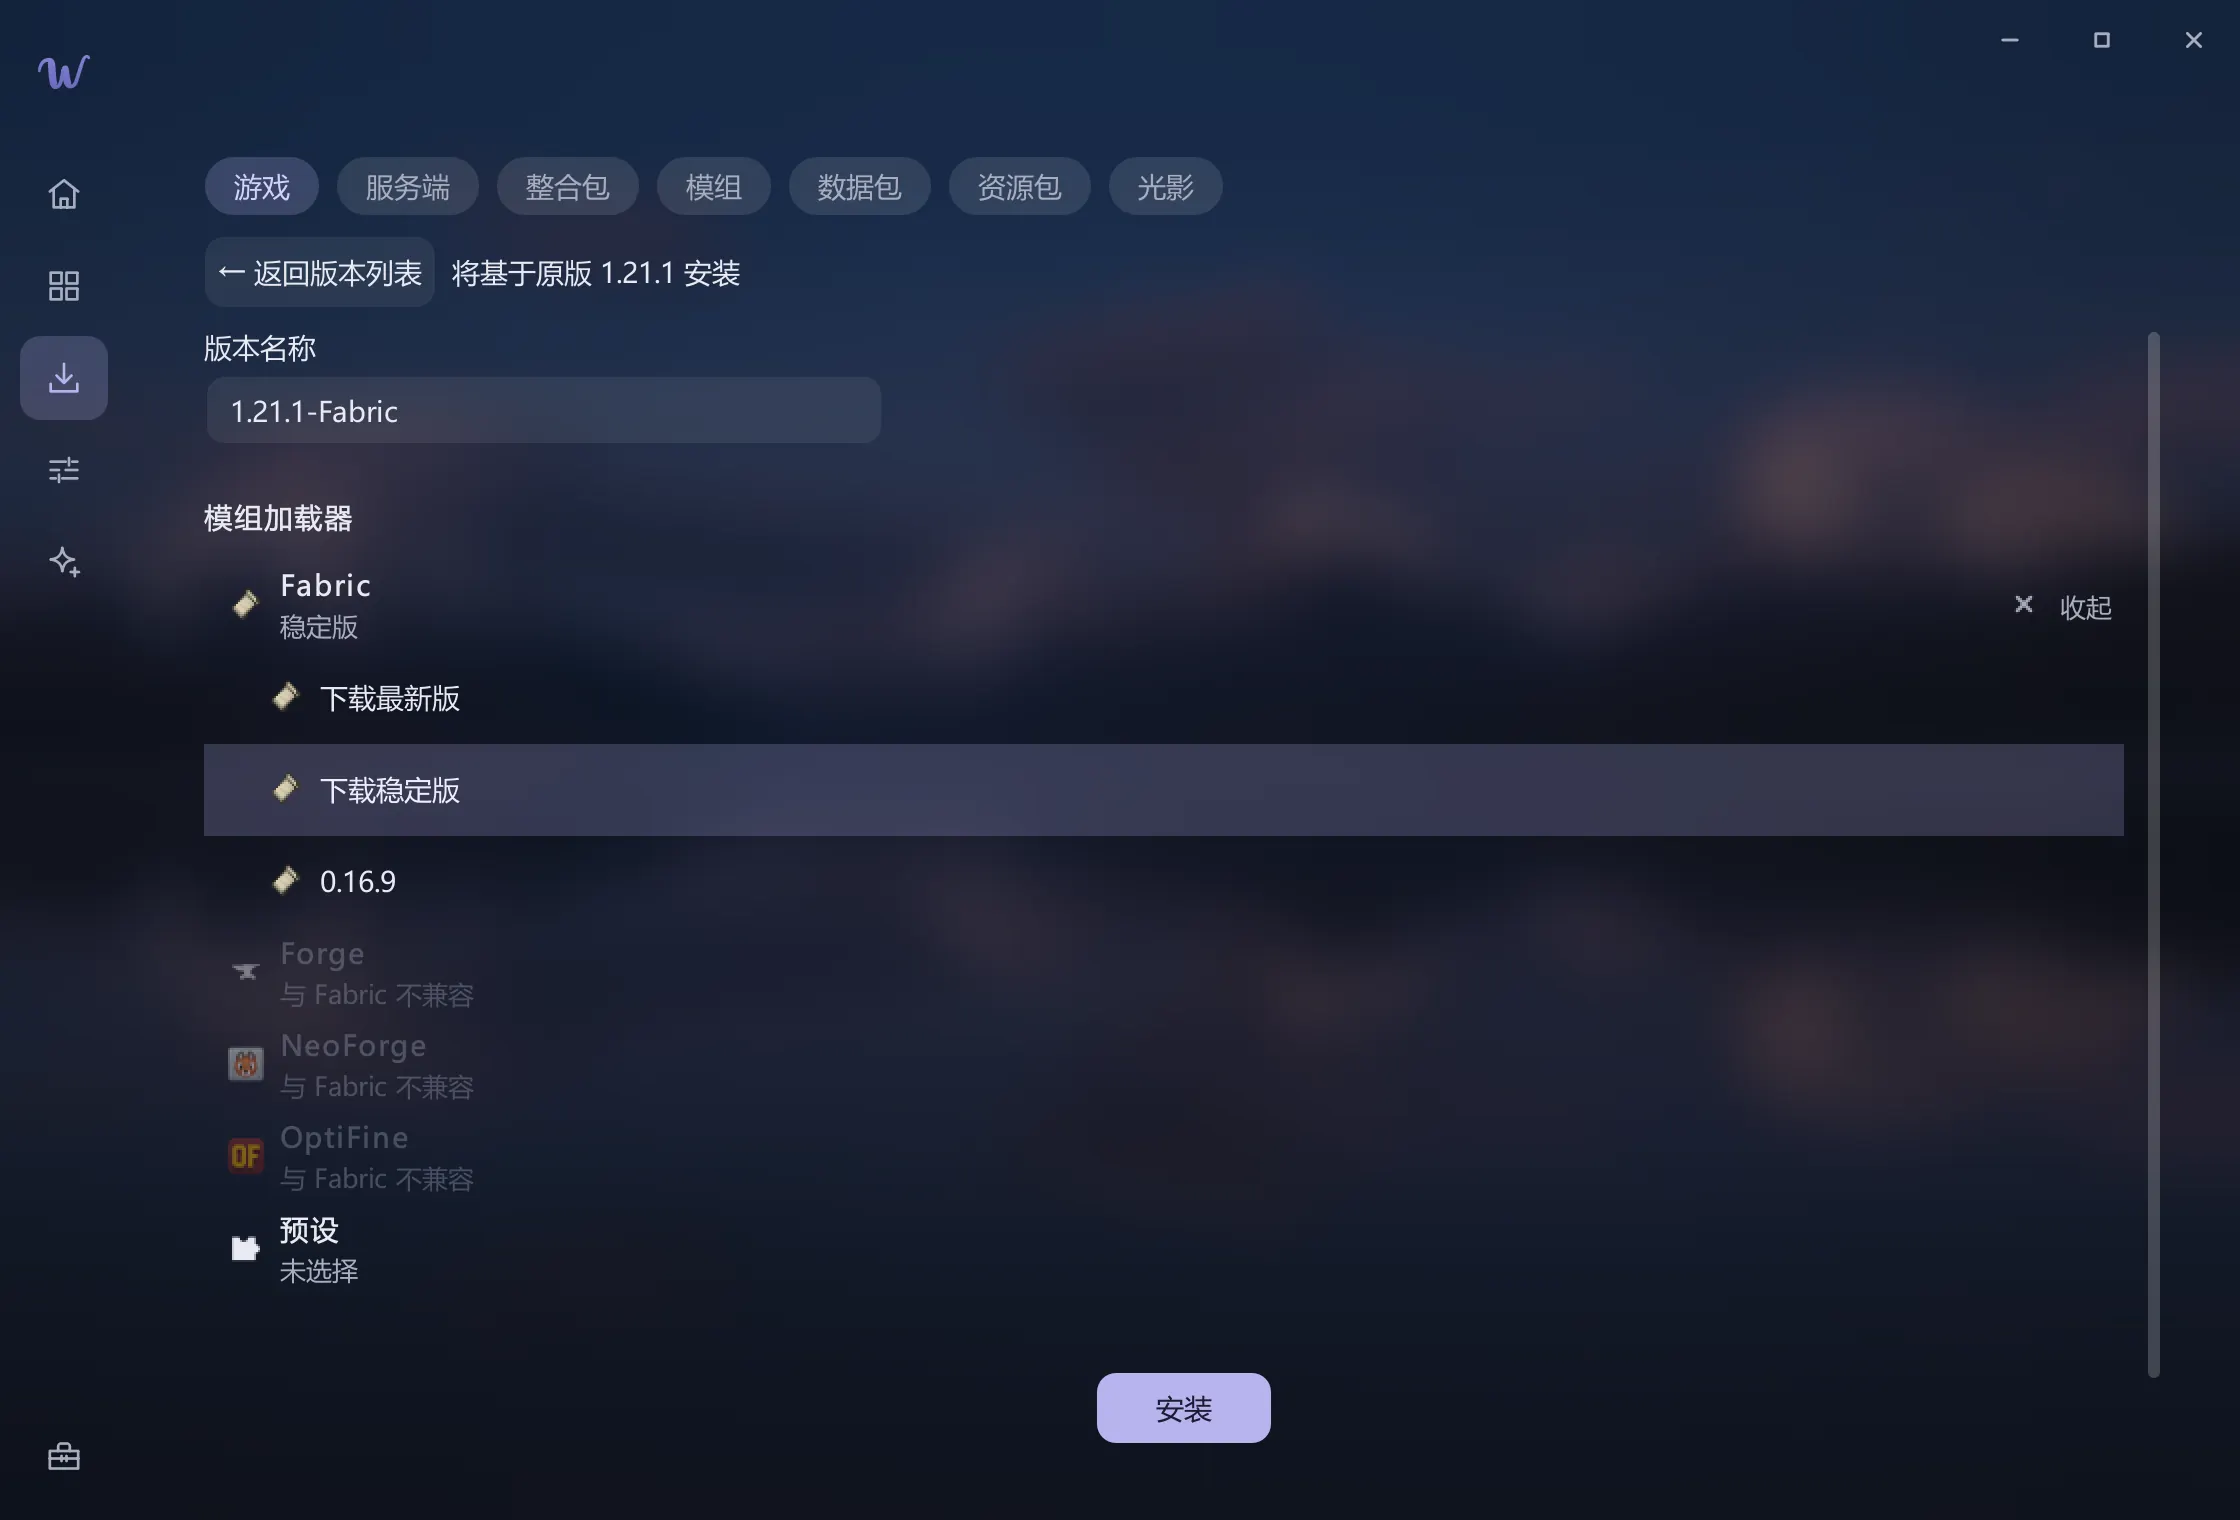 W
游戏 服务端 整合包 模组 数据包 资源包 光影
← 返回版本列表 将基于原版 1.21.1 安装
版本名称
1.21.1-Fabric
模组加载器
Fabric
稳定版
收起
下载最新版
下载稳定版
0.16.9
Forge
与 Fabric 不兼容
NeoForge
与 Fabric 不兼容
OF
OptiFine
与 Fabric 不兼容
预设
未选择
安装